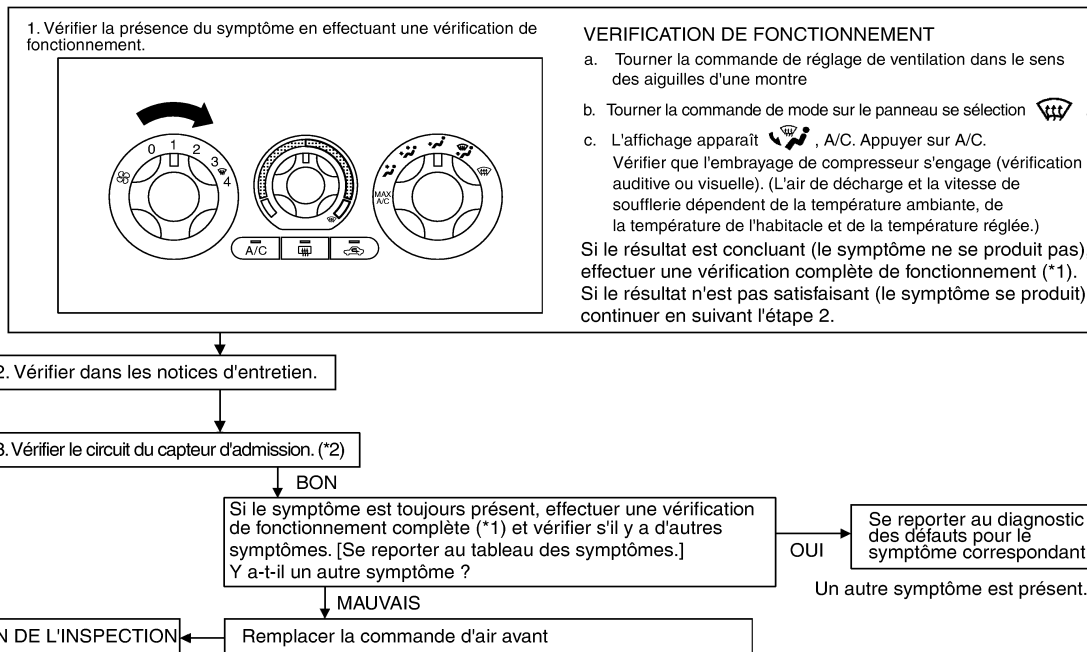 1. Vérifier la présence du symptôme en effectuant une vérification de
fonctionnement.
0
1
2
3
4
MAX
A/C
A/C
VERIFICATION DE FONCTIONNEMENT
a. Tourner la commande de réglage de ventilation dans le sens
des aiguilles d'une montre
b. Tourner la commande de mode sur le panneau se sélection
c. L'affichage apparaît , A/C. Appuyer sur A/C.
Vérifier que l'embrayage de compresseur s'engage (vérification
auditive ou visuelle). (L'air de décharge et la vitesse de
soufflerie dépendent de la température ambiante, de
la température de l'habitacle et de la température réglée.)
Si le résultat est concluant (le symptôme ne se produit pas)
effectuer une vérification complète de fonctionnement (*1).
Si le résultat n'est pas satisfaisant (le symptôme se produit)
continuer en suivant l'étape 2.
2. Vérifier dans les notices d'entretien.
3. Vérifier le circuit du capteur d'admission. (*2)
BON
Si le symptôme est toujours présent, effectuer une vérification
de fonctionnement complète (*1) et vérifier s'il y a d'autres
symptômes. [Se reporter au tableau des symptômes.]
Y a-t-il un autre symptôme ?
OUI
Se reporter au diagnostic
des défauts pour le
symptôme correspondant
Un autre symptôme est présent.
MAUVAIS
N DE L'INSPECTION
Remplacer la commande d'air avant